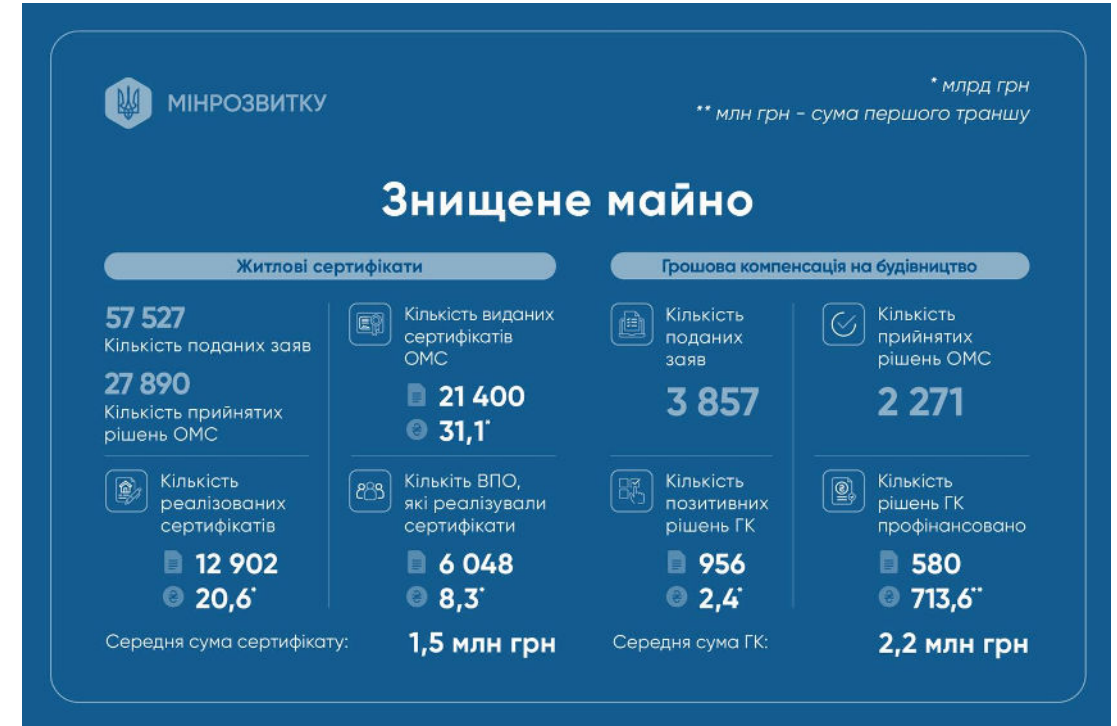 МІНРОЗВИТКУ
* млрд грн
** млн грн - сума першого траншу
Знищене майно
Житлові сертифікати
57 527
Кількість поданих заяв
27 890
Кількість прийнятих
рішень ОМС
Кількість виданих
сертифікатів
ОМС
21 400
31,1*
Кількість
реалізованих
сертифікатів
12 902
20,6*
Кількіть ВПО,
які реалізували
сертифікати
6 048
8,3*
Середня сума сертифікату:
1,5 млн грн
Грошова компенсація на будівництво
Кількість
поданих
заяв
3 857
Кількість
прийнятих
рішень ОМС
2 271
Кількість
позитивних
рішень ГК
956
2,4*
Кількість
рішень ГК
профінансовано
580
713,6**
Середня сума ГК:
2,2 млн грн